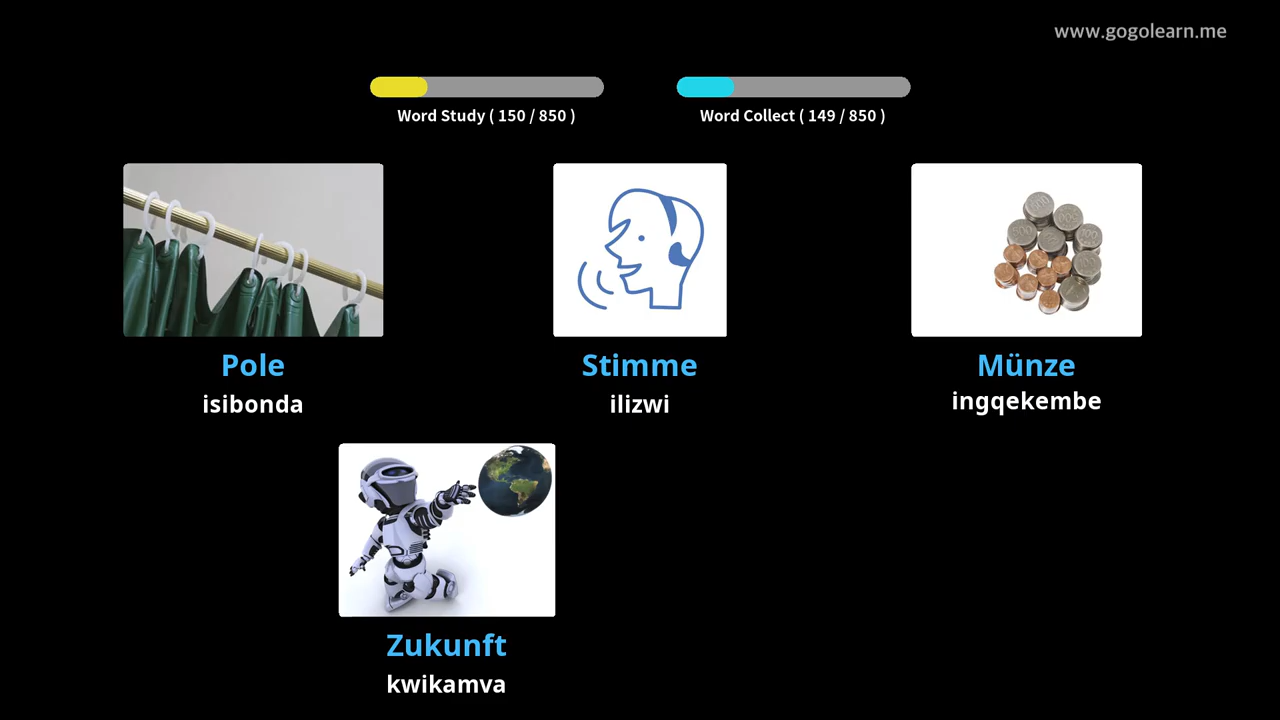 www.gogolearn.me
Word Study ( 150 / 850 )
Word Collect ( 149 / 850 )
Pole
isibonda
Stimme
ilizwi
Münze
ingqekembe
Zukunft
kwikamva